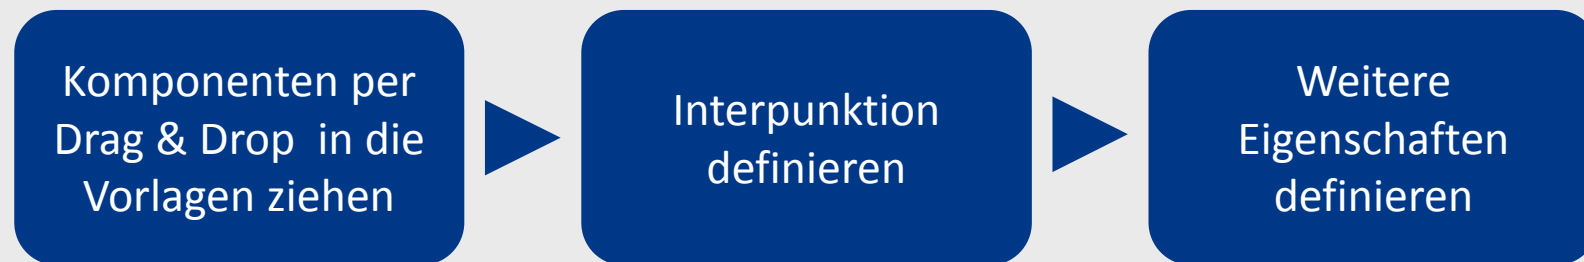 Komponenten per
Drag & Drop  in die
Vorlagen ziehen
Interpunktion
definieren
Weitere
Eigenschaften
definieren